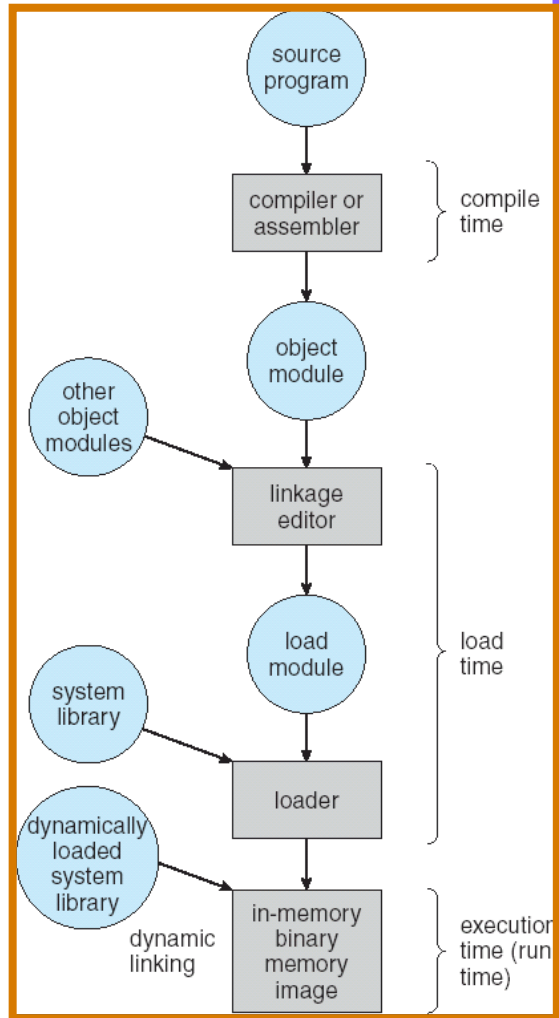 source
program
compiler or
assembler
compile
time
object
module
other
object
modules
linkage
editor
load
module
load
time
system
library
loader
dynamically
loaded
system
library
dynamic
linking
in-memory
binary
memory
image
execution
time (run
time)